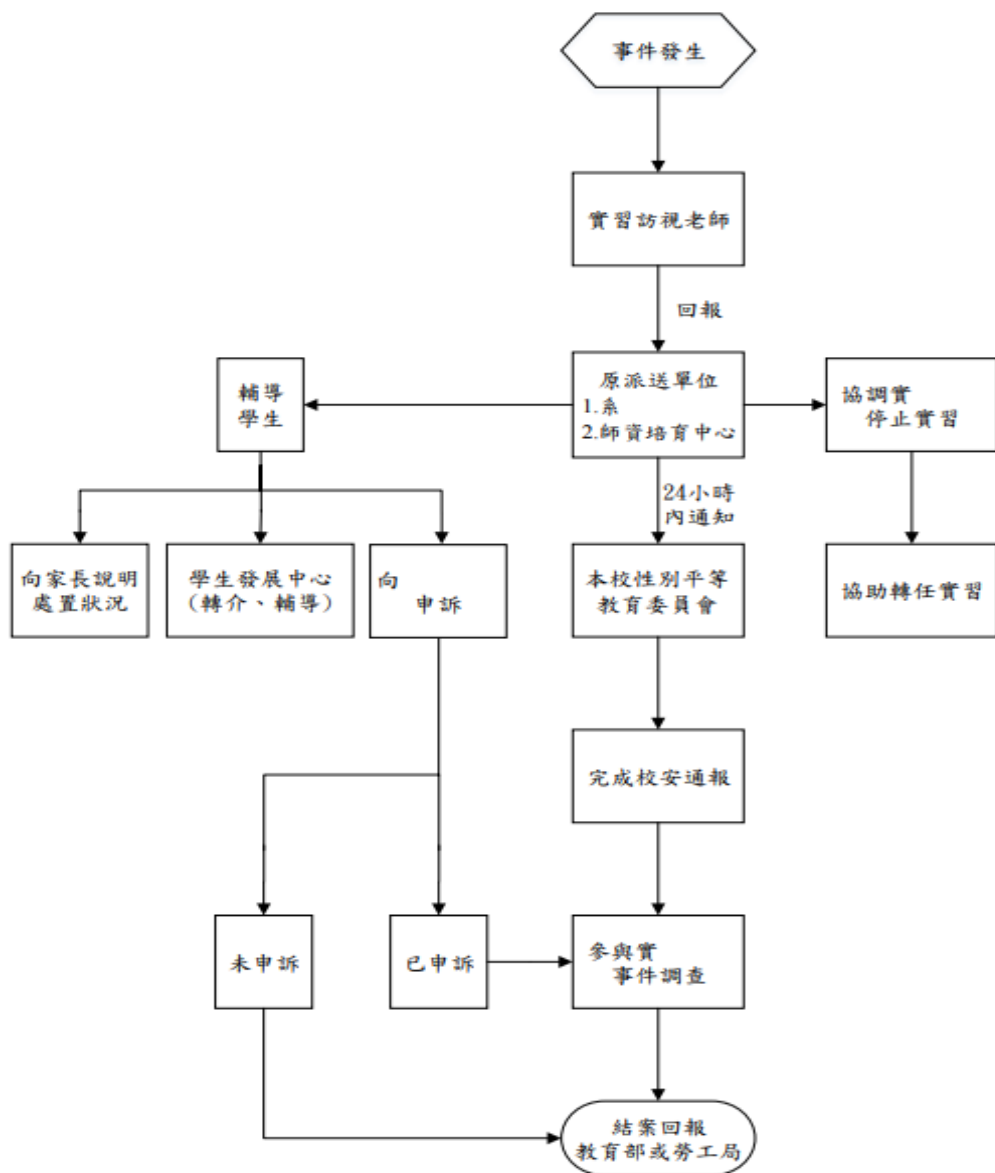 事件發生
實習訪視老師
回報
原派送單位
1.系
2.師資培育中心
輔導
學生
協調實
停止實習
24小時
內通知
向家長說明
處置狀況
學生發展中心
(轉介、輔導)
向
申訴
本校性別平等
教育委員會
協助轉任實習
完成校安通報
未申訴
已申訴
參與實
事件調查
結案回報
教育部或勞工局